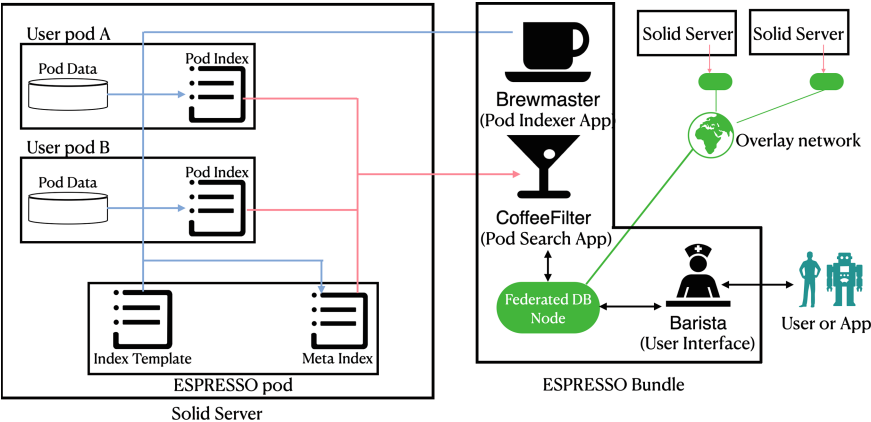 User pod A
Pod Data
Pod Index
User pod B
Pod Data
Pod Index
Index Template
Meta Index
ESPRESSO pod
Solid Server
Brewmaster
(Pod Indexer App)
CoffeeFilter
(Pod Search App)
Federated DB
Node
Barista
(User Interface)
ESPRESSO Bundle
Solid Server
Solid Server
Overlay network
User or App